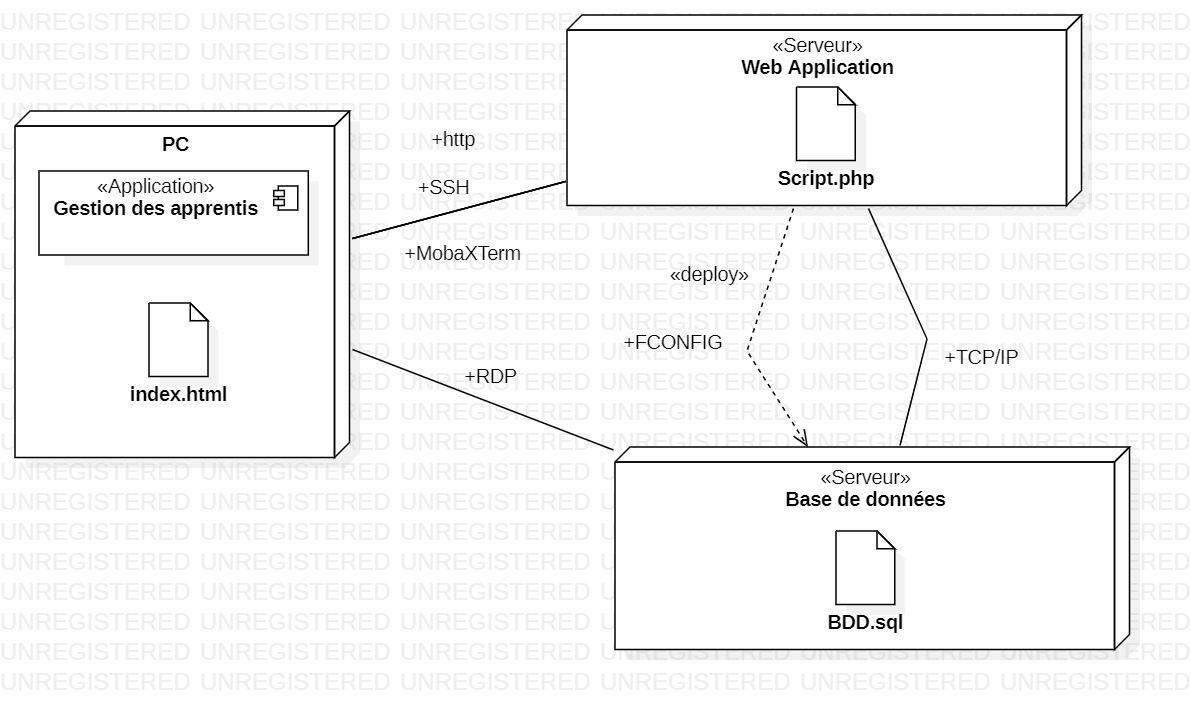 «Serveur»
Web Application
Script.php
PC
«Application»
Gestion des apprentis
index.html
+http
+SSH
+MobaXTerm
«deploy»
+FCONFIG
+TCP/IP
+RDP
«Serveur»
Base de données
BDD.sql
UNREGISTERED UNREGISTERED UNREGISTERED UNREGISTERED UNREGISTERED UNREGISTERED